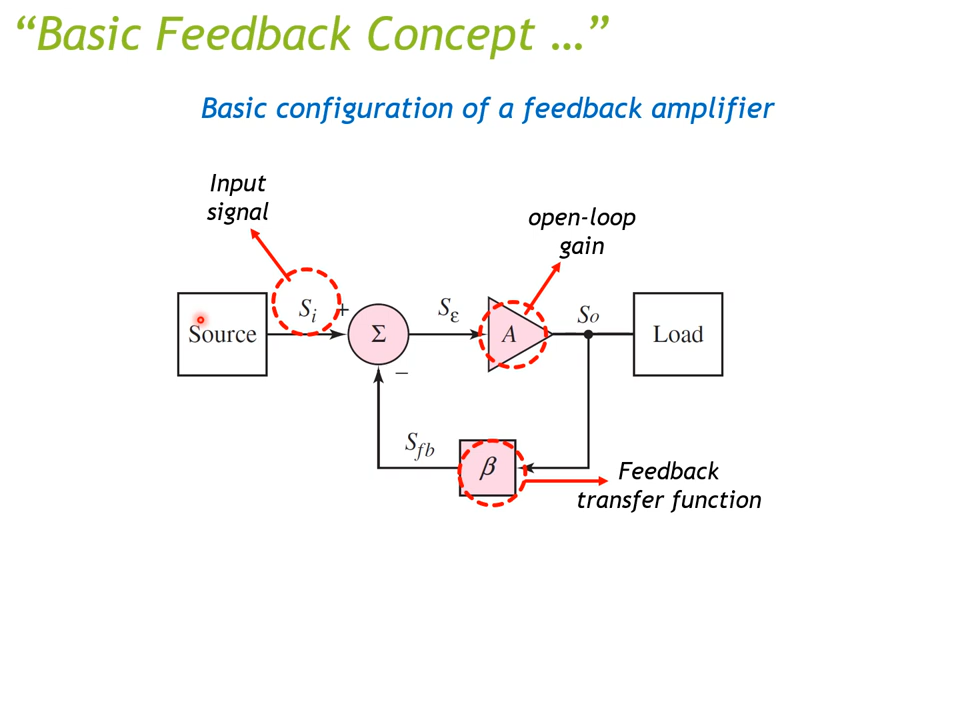 “Basic Feedback Concept …”
Basic configuration of a feedback amplifier
Input
signal
open-loop
gain
Source
Si
+
Σ
Sε
A
So
Load
−
Sfb
β
Feedback
transfer function